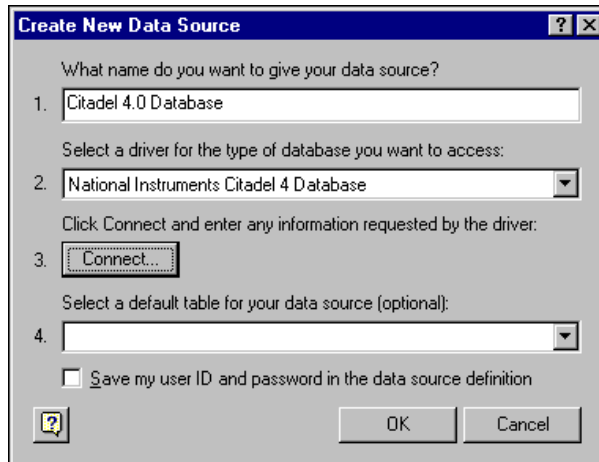 Create New Data Source
What name do you want to give your data source?
1. Citadel 4.0 Database
Select a driver for the type of database you want to access:
2. National Instruments Citadel 4 Database
Click Connect and enter any information requested by the driver:
3. Connect...
Select a default table for your data source (optional):
4.
Save my user ID and password in the data source definition
OK Cancel